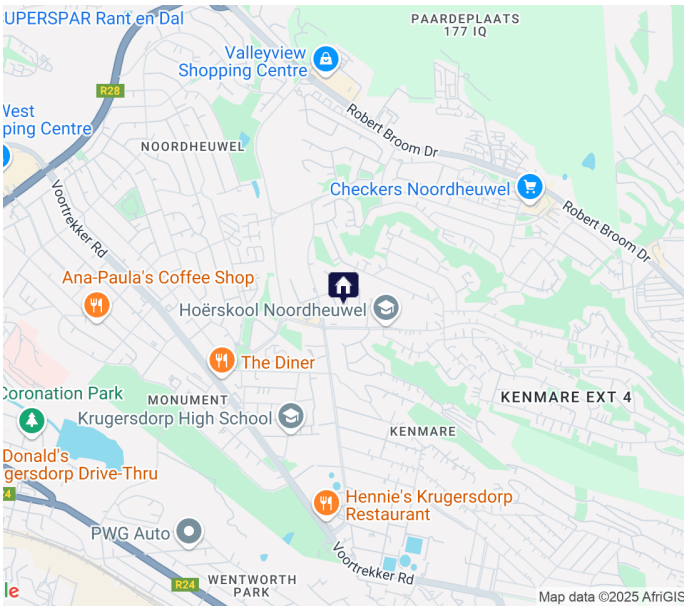 SUPERSPAR Rant en Dal
PAARDEPLAATS
177 IQ
Valleyview
Shopping Centre
R28
West
ping Centre
Robert Broom Dr
NOORDHEUWEL
Checkers Noordheuwel
Voortrekker Rd
Robert Broom Dr
Ana-Paula's Coffee Shop
Hoërskool Noordheuwel
The Diner
Coronation Park
MONUMENT
KENMARE EXT 4
Krugersdorp High School
KENMARE
Donald's
gersdorp Drive-Thru
24
Hennie's Krugersdorp
Restaurant
PWG Auto
Voortrekker Rd
R24
WENTWORTH
PARK
le
Map data ©2025 AfriGIS